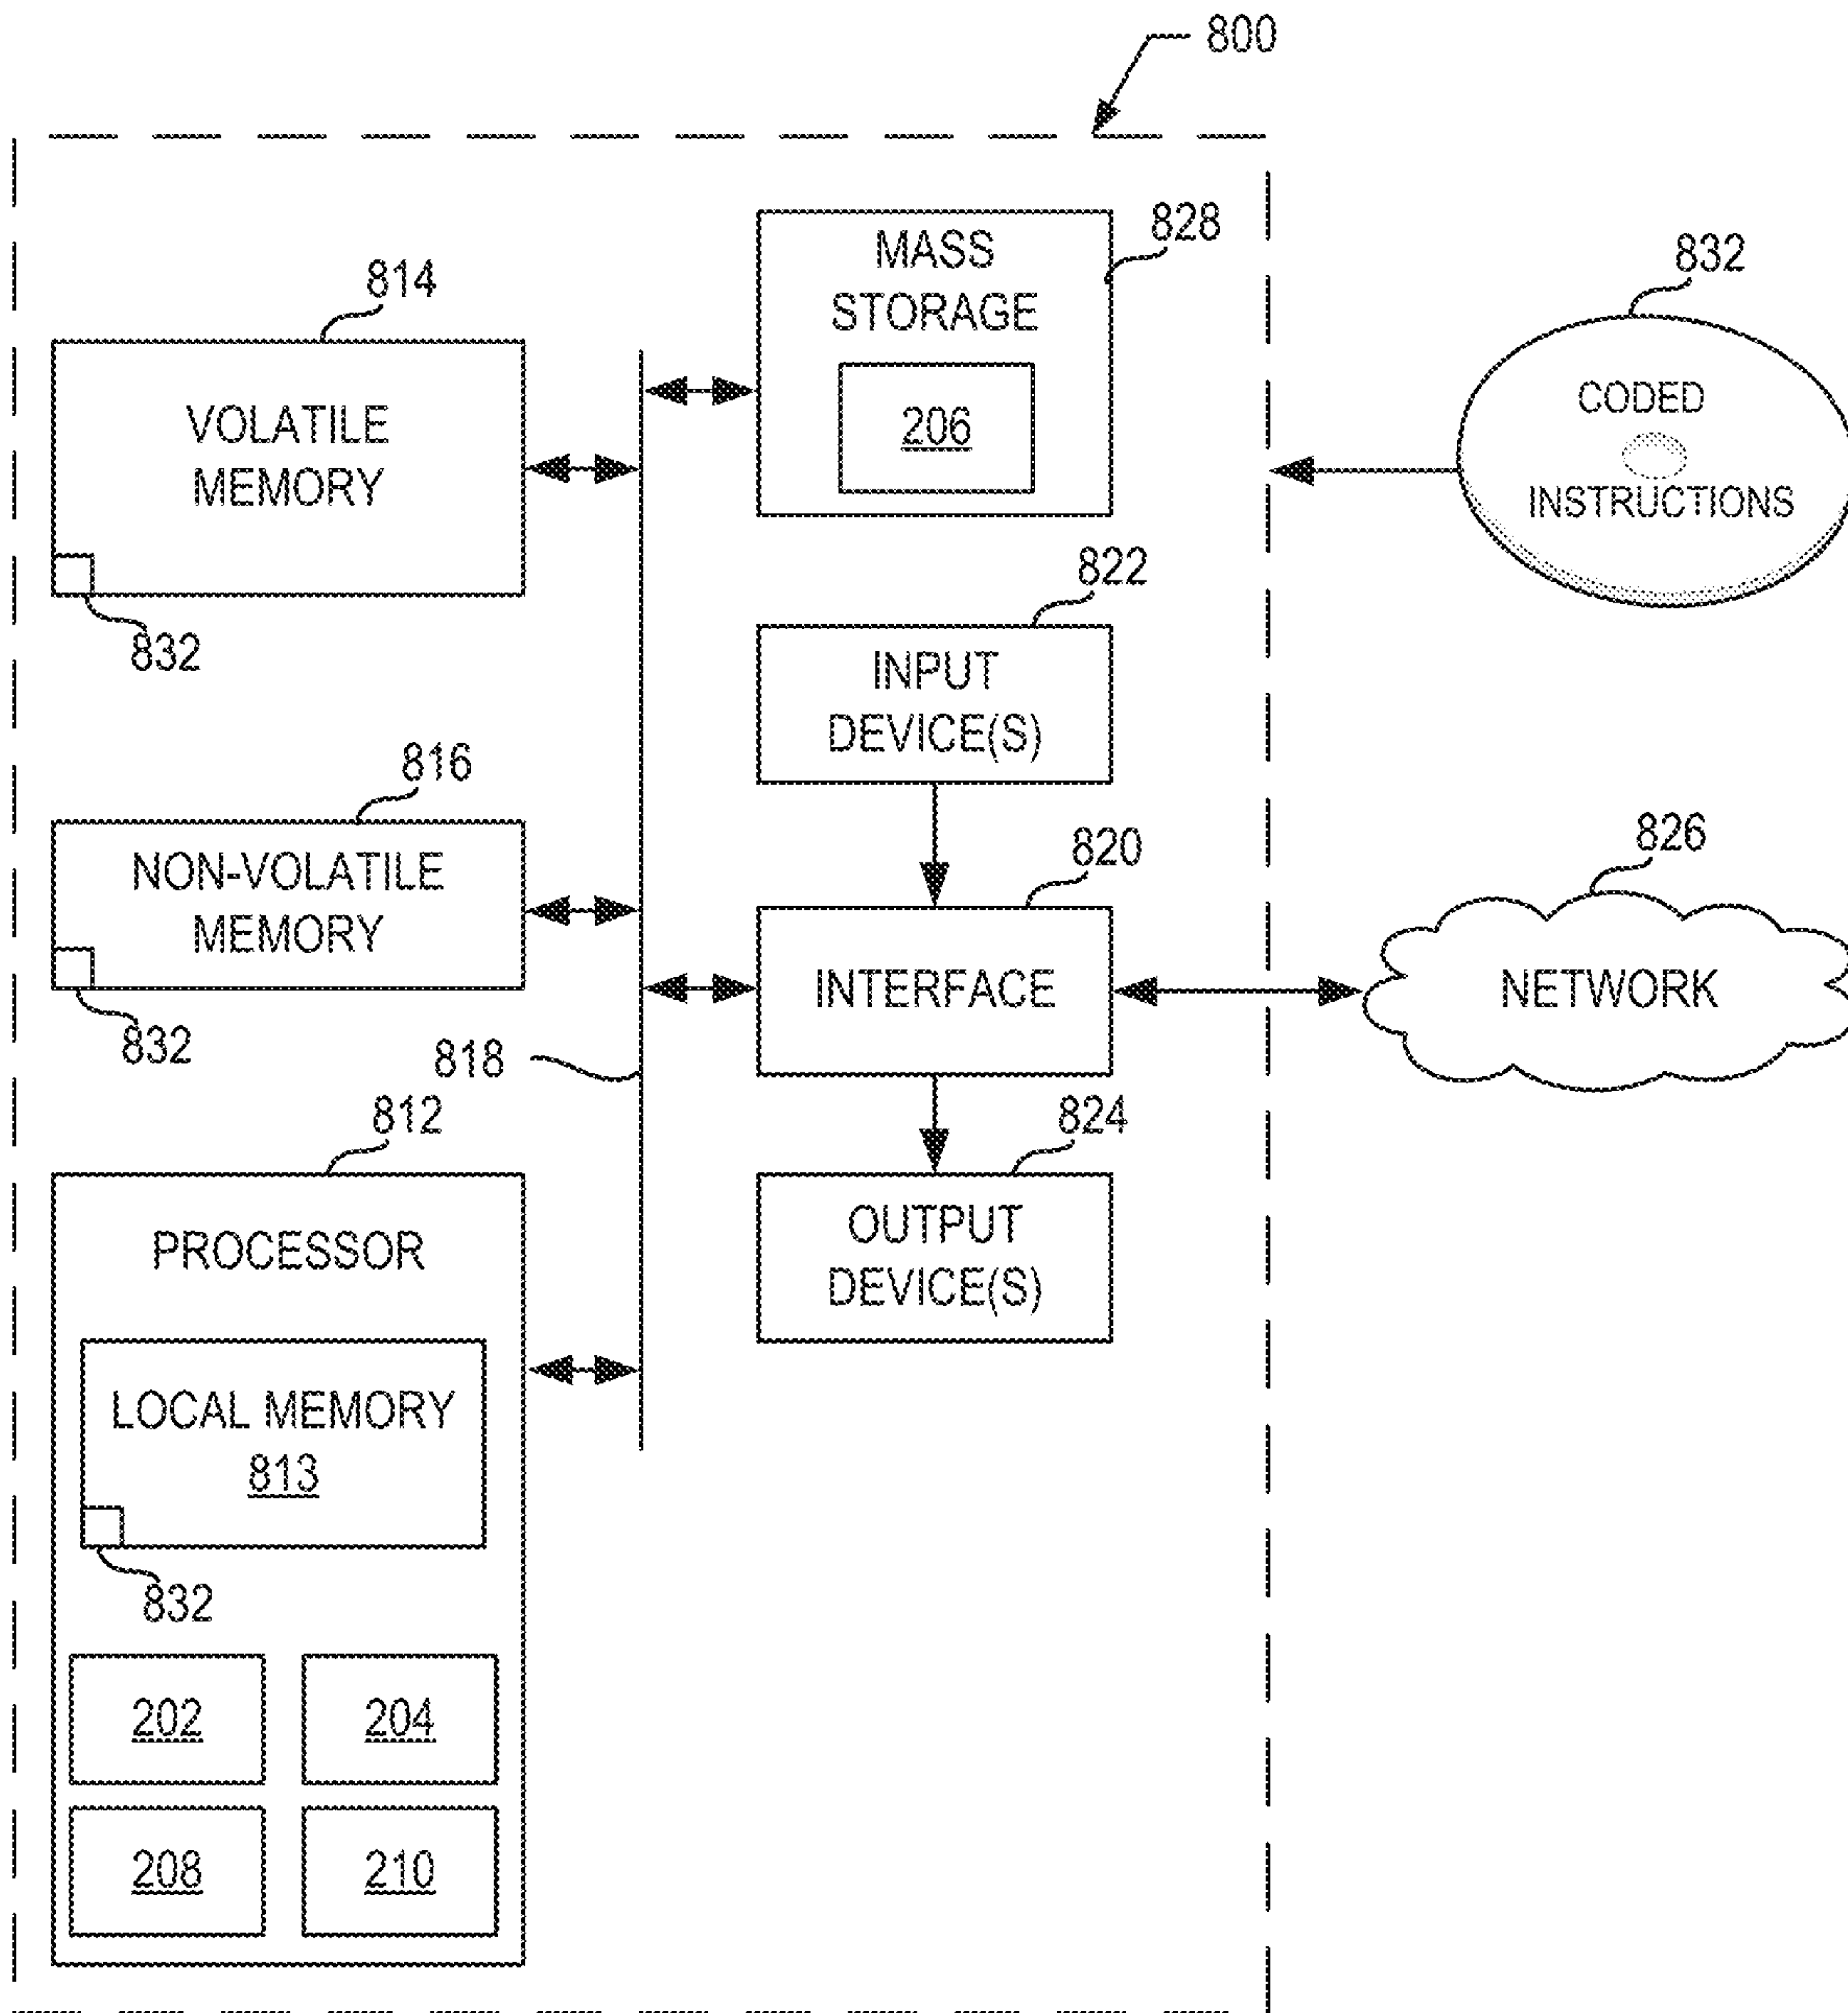 800
828
MASS
STORAGE
206
814
VOLATILE
MEMORY
832
832
CODED
INSTRUCTIONS
822
INPUT
DEVICE(S)
816
NON-VOLATILE
MEMORY
832
820
INTERFACE
826
NETWORK
818
812
PROCESSOR
LOCAL MEMORY
813
832
824
OUTPUT
DEVICE(S)
202
204
208
210